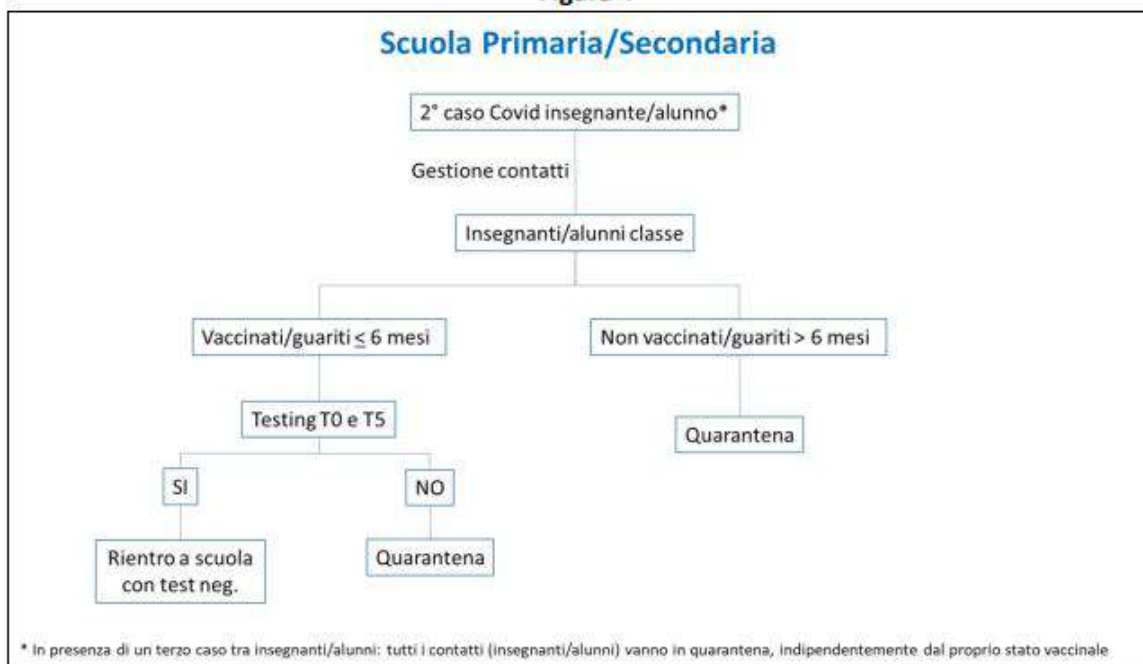 Scuola Primaria/Secondaria
2° caso Covid insegnante/alunno*
Gestione contatti
Insegnanti/alunni classe
Vaccinati/guariti ≤ 6 mesi
Non vaccinati/guariti > 6 mesi
Testing T0 e T5
Quarantena
SI
NO
Rientro a scuola
con test neg.
Quarantena
* In presenza di un terzo caso tra insegnanti/alunni: tutti i contatti (insegnanti/alunni) vanno in quarantena, indipendentemente dal proprio stato vaccinale